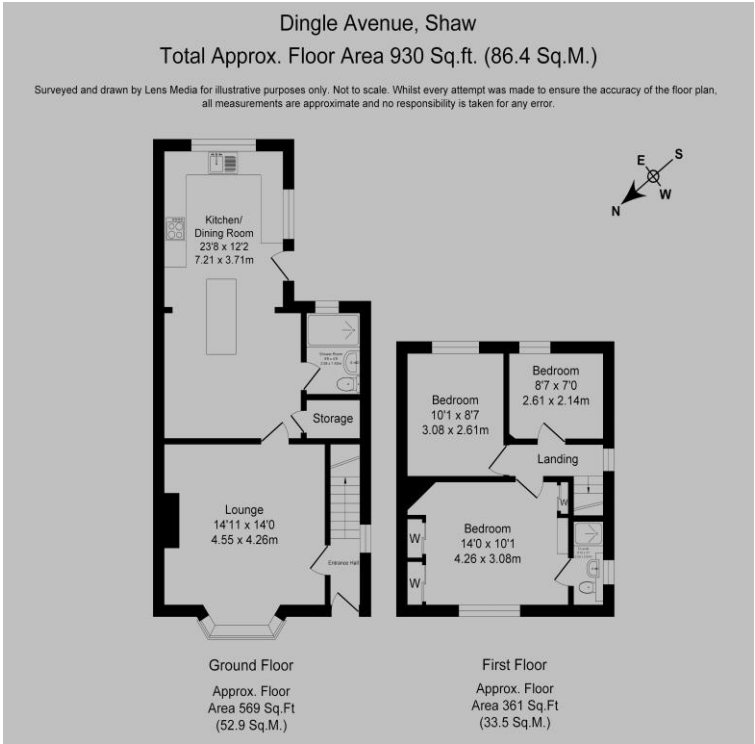 Dingle Avenue, Shaw
Total Approx. Floor Area 930 Sq.ft. (86.4 Sq.M.)
Surveyed and drawn by Lens Media for illustrative purposes only. Not to scale. Whilst every attempt was made to ensure the accuracy of the floor plan,
all measurements are approximate and no responsibility is taken for any error.
E S
N W
Kitchen/
Dining Room
23'8 x 12'2
7.21 x 3.71m
Shower Room
Storage
Lounge
14'11 x 14'0
4.55 x 4.26m
Entrance Hall
Ground Floor
Approx. Floor
Area 569 Sq.Ft
(52.9 Sq.M.)
Bedroom
10'1 x 8'7
3.08 x 2.61m
Bedroom
8'7 x 7'0
2.61 x 2.14m
Landing
W
Bedroom
14'0 x 10'1
4.26 x 3.08m
W
W
First Floor
Approx. Floor
Area 361 Sq.Ft
(33.5 Sq.M.)